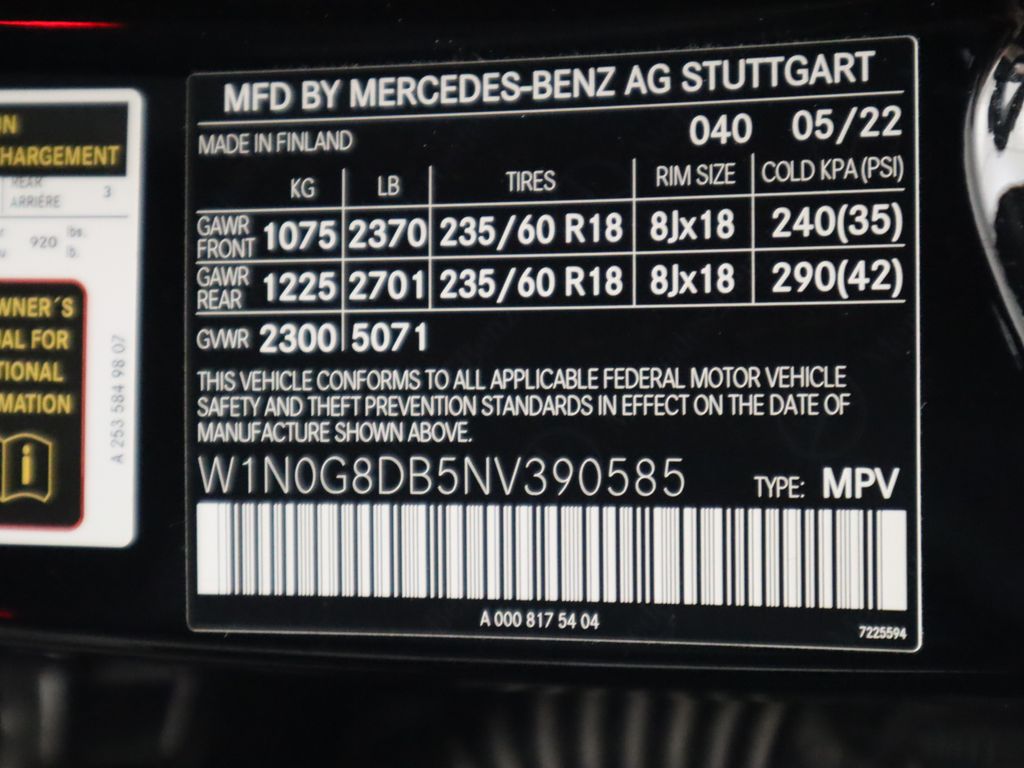 MFD BY MERCEDES-BENZ AG STUTTGART
MADE IN FINLAND 040 05/22
KG LB TIRES RIM SIZE COLD KPA (PSI)
GAWR FRONT 1075 2370 235/60 R18 8Jx18 240(35)
GAWR REAR 1225 2701 235/60 R18 8Jx18 290(42)
GVWR 2300 5071
THIS VEHICLE CONFORMS TO ALL APPLICABLE FEDERAL MOTOR VEHICLE
SAFETY AND THEFT PREVENTION STANDARDS IN EFFECT ON THE DATE OF
MANUFACTURE SHOWN ABOVE.
W1N0G8DB5NV390585 TYPE: MPV
A 000 817 54 04
7225594
HARGEMENT
REAR 3
ARRIÈRE
920 lbs.
lb.
WNER´S
AL FOR
TIONAL
MATION
i
A 253 584 98 07